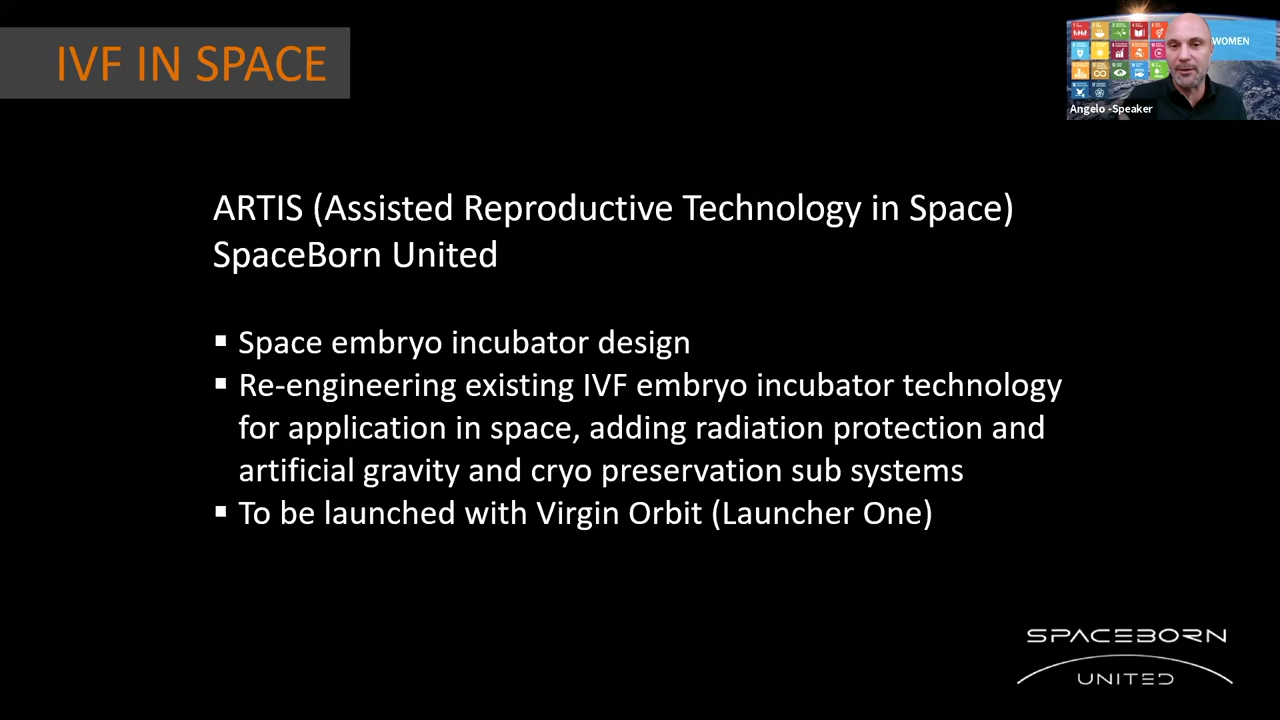 IVF IN SPACE
WOMEN
Angelo -Speaker
ARTIS (Assisted Reproductive Technology in Space)
SpaceBorn United
▪ Space embryo incubator design
▪ Re-engineering existing IVF embryo incubator technology
for application in space, adding radiation protection and
artificial gravity and cryo preservation sub systems
▪ To be launched with Virgin Orbit (Launcher One)
SPACEBORN
UNITED